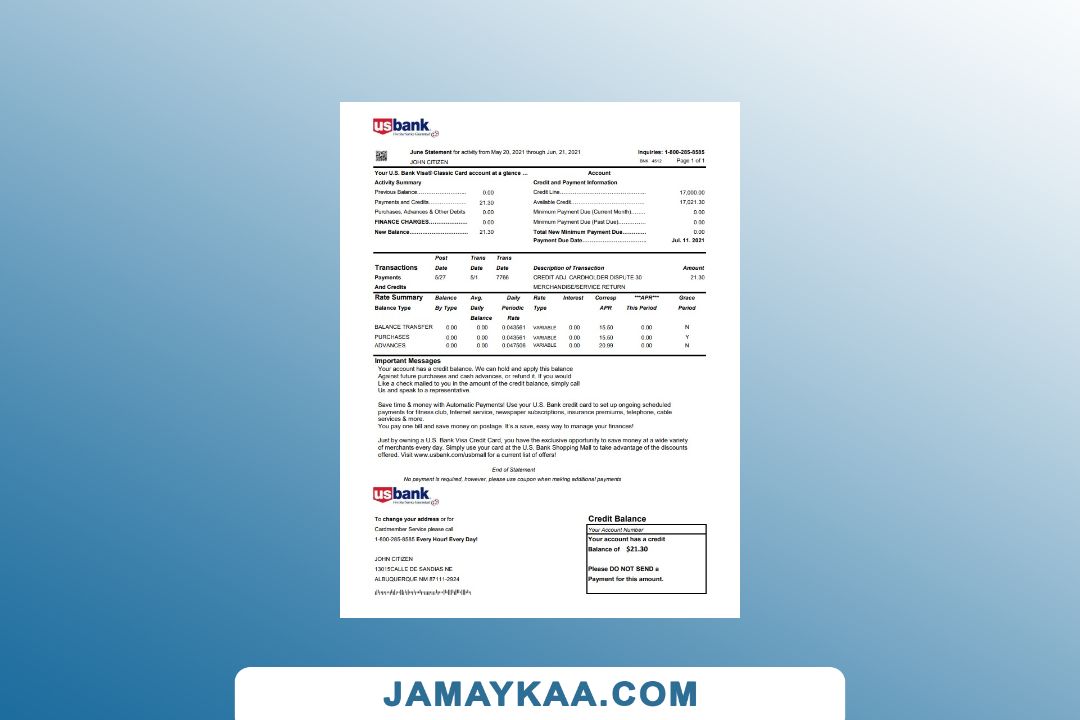 usbank
June Statement for activity from May 20, 2021 through Jun, 21, 2021 Inquiries: 1-800-285-8585
JOHN CITIZEN BNK 4512 Page 1 of 1
Your U.S. Bank Visa® Classic Card account at a glance ... Account
Activity Summary Credit and Payment Information
Previous Balance........................ 0.00 Credit Line............................................. 17,000.00
Payments and Credits.................. 21.30 Available Credit....................................... 17,021.30
Purchases, Advances & Other Debits 0.00 Minimum Payment Due (Current Month)....... 0.00
FINANCE CHARGES................... 0.00 Minimum Payment Due (Past Due).............. 0.00
New Balance............................. 21.30 Total New Minimum Payment Due............ 0.00
Payment Due Date................................. Jul. 11. 2021
Post Trans Trans
Transactions Date Date Date Description of Transaction Amount
Payments 5/27 5/1 7766 CREDIT ADJ. CARDHOLDER DISPUTE 30 21.30
And Credits MERCHANDISE/SERVICE RETURN
Rate Summary Balance Avg. Daily Rate Interest Corresp ***APR*** Grace
Balance Type By Type Daily Periodic Type APR This Period Period
Balance Rate
BALANCE TRANSFER 0.00 0.00 0.043561 VARIABLE 0.00 15.60 0.00 N
PURCHASES 0.00 0.00 0.043561 VARIABLE 0.00 15.60 0.00 Y
ADVANCES 0.00 0.00 0.047506 VARIABLE 0.00 20.99 0.00 N
Important Messages
Your account has a credit balance. We can hold and apply this balance
Against future purchases and cash advances, or refund it. If you would
Like a check mailed to you in the amount of the credit balance, simply call
Us and speak to a representative.
Save time & money with Automatic Payments! Use your U.S. Bank credit card to set up ongoing scheduled
payments for fitness club, Internet service, newspaper subscriptions, insurance premiums, telephone, cable
services & more.
You pay one bill and save money on postage. It's a save, easy way to manage your finances!
Just by owning a U.S. Bank Visa Credit Card, you have the exclusive opportunity to save money at a wide variety
of merchants every day. Simply use your card at the U.S. Bank Shopping Mall to take advantage of the discounts
offered. Visit www.usbank.com/usbmall for a current list of offers!
End of Statement
No payment is required, however, please use coupon when making additional payments
usbank
To change your address or for Credit Balance
Cardmember Service please call Your Account Number
1-800-285-8585 Every Hour! Every Day! Your account has a credit
Balance of $21.30
JOHN CITIZEN
13015CALLE DE SANDIAS NE Please DO NOT SEND a
ALBUQUERQUE NM 87111-2924 Payment for this amount.
JAMAYKAA.COM